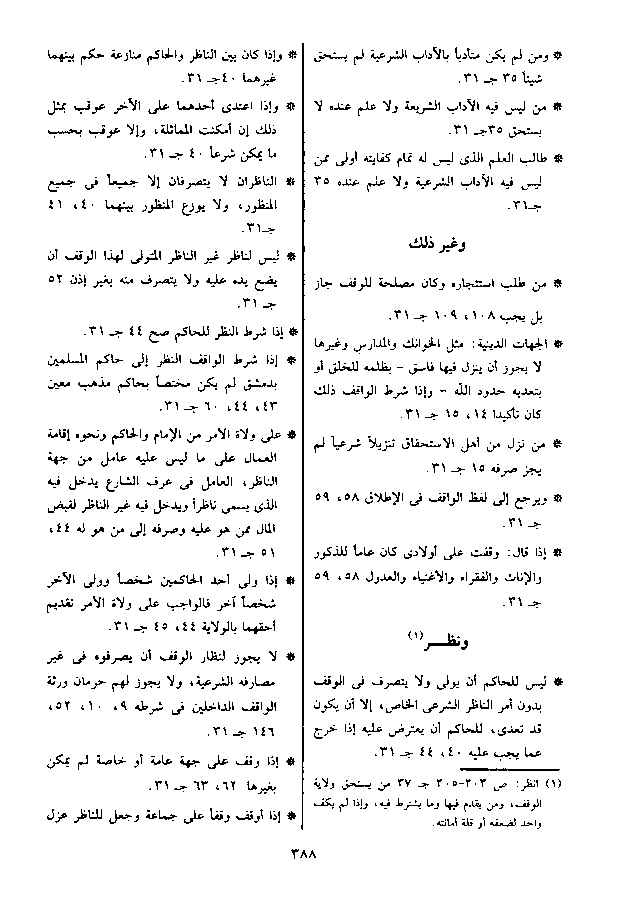 * ومن لم يكن متأدباً بالآداب الشرعية لم يستحق
شيئاً ٣٥ جـ ٣١.
* من ليس فيه الآداب الشريعة ولا علم عنده لا
يستحق ٣٥جـ ٣١.
* طالب العلم الذى ليس له تمام كفايته أولى ممن
ليس فيه الآداب الشرعية ولا علم عنده ٣٥
جـ٣١.
وغير ذلك
* من طلب استئجاره وكان مصلحة للوقف جاز
بل يجب ١٠٨، ١٠٩ جـ ٣١.
* الجهات الدينية: مثل الخوانك والمدارس وغيرها
لا يجوز أن ينزل فيها فاسق - بظلمه للخلق أو
بتعديه حدود الله - وإذا شرط الواقف ذلك
كان تأكيدا ١٤، ١٥ جـ ٣١.
* من نزل من أهل الاستحقاق تنزيلاً شرعياً لم
يجز صرفه ١٥ جـ ٣١.
* ويرجع إلى لفظ الواقف فى الإطلاق ٥٨، ٥٩
جـ ٣١.
* إذا قال: وقفت على أولادى كان عاماً للذكور
والإناث والفقراء والأغنياء والعدول ٥٨، ٥٩
جـ ٣١.
ونظــر (١)
* ليس للحاكم أن يولى ولا يتصرف فى الوقف
بدون أمر الناظر الشرعى الخاص، إلا أن يكون
قد تعدى، للحاكم أن يعترض عليه إذا خرج
عما يجب عليه ٤٠، ٤٤ جـ ٣١.
(١) انظر: ص ٢٠٣-٢٠٥ جـ ٣٧ من يستحق ولاية
الوقف، ومن يقدم فيها وما يشترط فيه، وإذا لم يكف
واحد لضعفه أو قلة أمانته.
* وإذا كان بين الناظر والحاكم منازعة حكم بينهما
غيرهما ٤٠جـ ٣١.
* وإذا اعتدى أحدهما على الآخر عوقب بمثل
ذلك إن أمكنت المماثلة، وإلا عوقب بحسب
ما يمكن شرعاً ٤٠ جـ ٣١.
* الناظران لا يتصرفان إلا جميعاً فى جميع
المنظور، ولا يوزع المنظور بينهما ٤٠، ٤١
جـ٣١.
* ليس لناظر غير الناظر المتولى لهذا الوقف أن
يضع يده عليه ولا يتصرف منه بغير إذن ٥٢
جـ ٣١.
* إذا شرط النظر للحاكم صح ٤٤ جـ ٣١.
* إذا شرط الواقف النظر إلى حاكم المسلمين
بدمشق لم يكن مختصاً بحاكم مذهب معين
٤٣، ٤٤، ٦٠ جـ ٣١.
* على ولاة الأمر من الإمام والحاكم ونحوه إقامة
العمال على ما ليس عليه عامل من جهة
الناظر، العامل فى عرف الشارع يدخل فيه
الذى يسمى ناظراً ويدخل فيه غير الناظر لقبض
المال ممن هو عليه وصرفه إلى من هو له ٤٤،
٥١ جـ ٣١.
* إذا ولى أحد الحاكمين شخصاً وولى الآخر
شخصاً آخر فالواجب على ولاة الأمر تقديم
أحقهما بالولاية ٤٤، ٤٥ جـ ٣١.
* لا يجوز لنظار الوقف أن يصرفوه فى غير
مصارفه الشرعية، ولا يجوز لهم حرمان ورثة
الواقف الداخلين فى شرطه ٩، ١٠، ٥٢،
١٤٦ جـ ٣١.
* إذا وقف على جهة عامة أو خاصة لم يمكن
بغيرها ٦٢، ٦٣ جـ ٣١.
* إذا أوقف وقفاً على جماعة وجعل للناظر عزل
٣٨٨